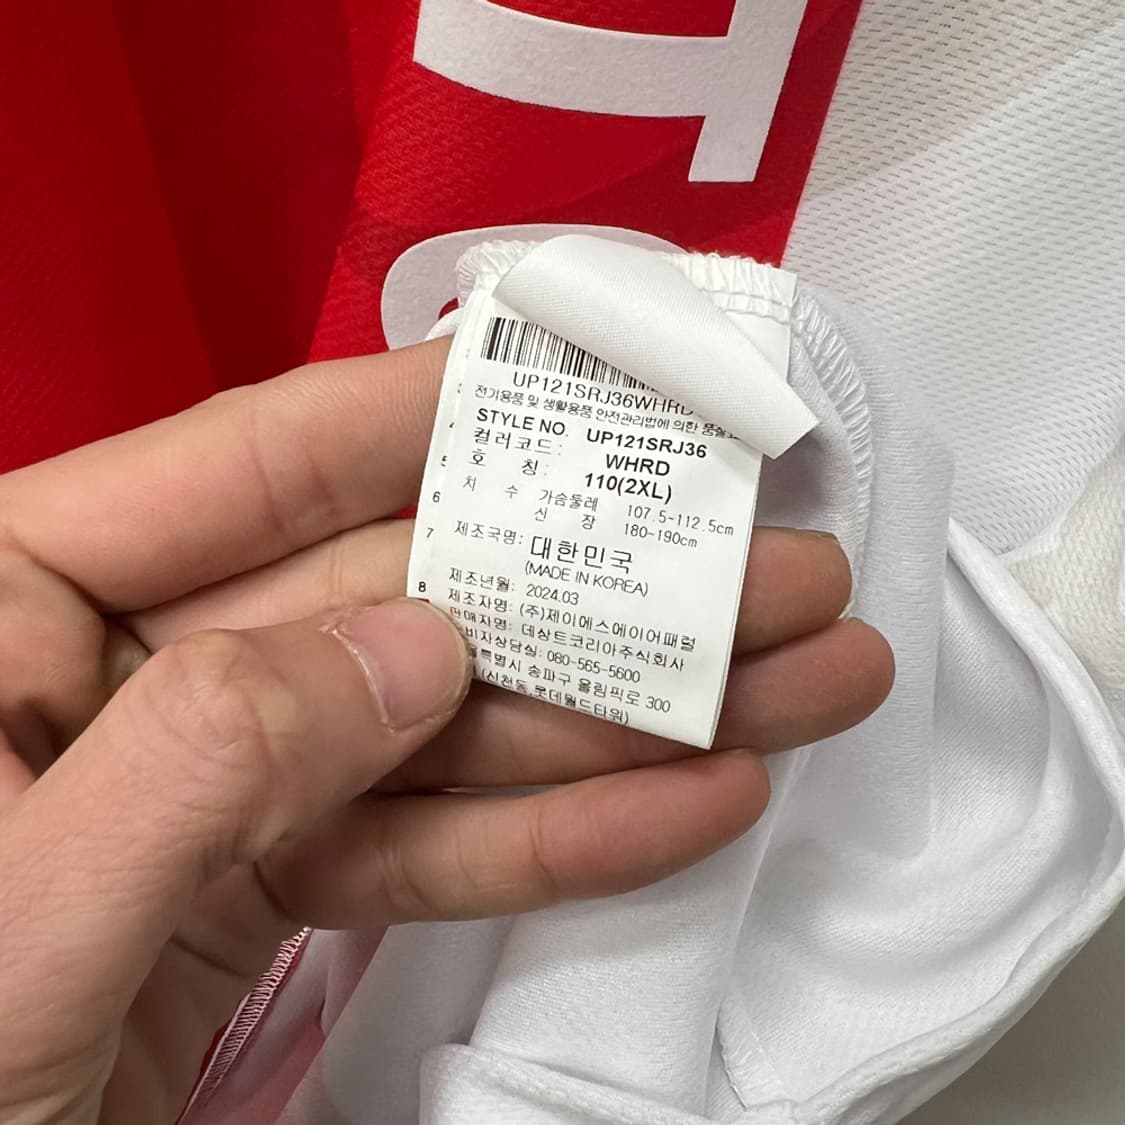 UP121SRJ36WHRD
전기용품 및 생활용품 안전관리법에 의한 품질
STYLE NO. UP121SRJ36
컬러코드: WHRD
호 칭: 110(2XL)
치 수 가슴둘레 107.5-112.5cm
신 장 180-190cm
제조국명: 대한민국
(MADE IN KOREA)
제조년월: 2024.03
제조자명: (주)제이에스에이어패럴
판매자명: 데상트코리아주식회사
비자상담실: 080-565-5600
울특별시 송파구 올림픽로 300
(신천동,롯데월드타워)
5
6
7
8